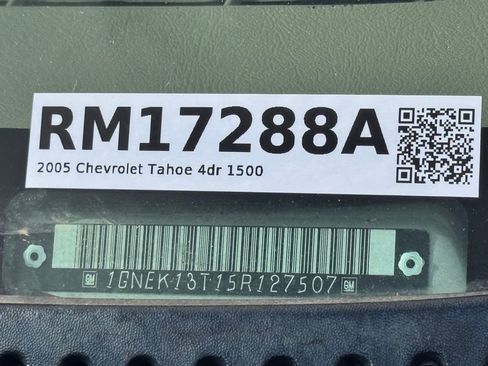 RM17288A
2005 Chevrolet Tahoe 4dr 1500
GM 1GNEK13T15R127507 GM